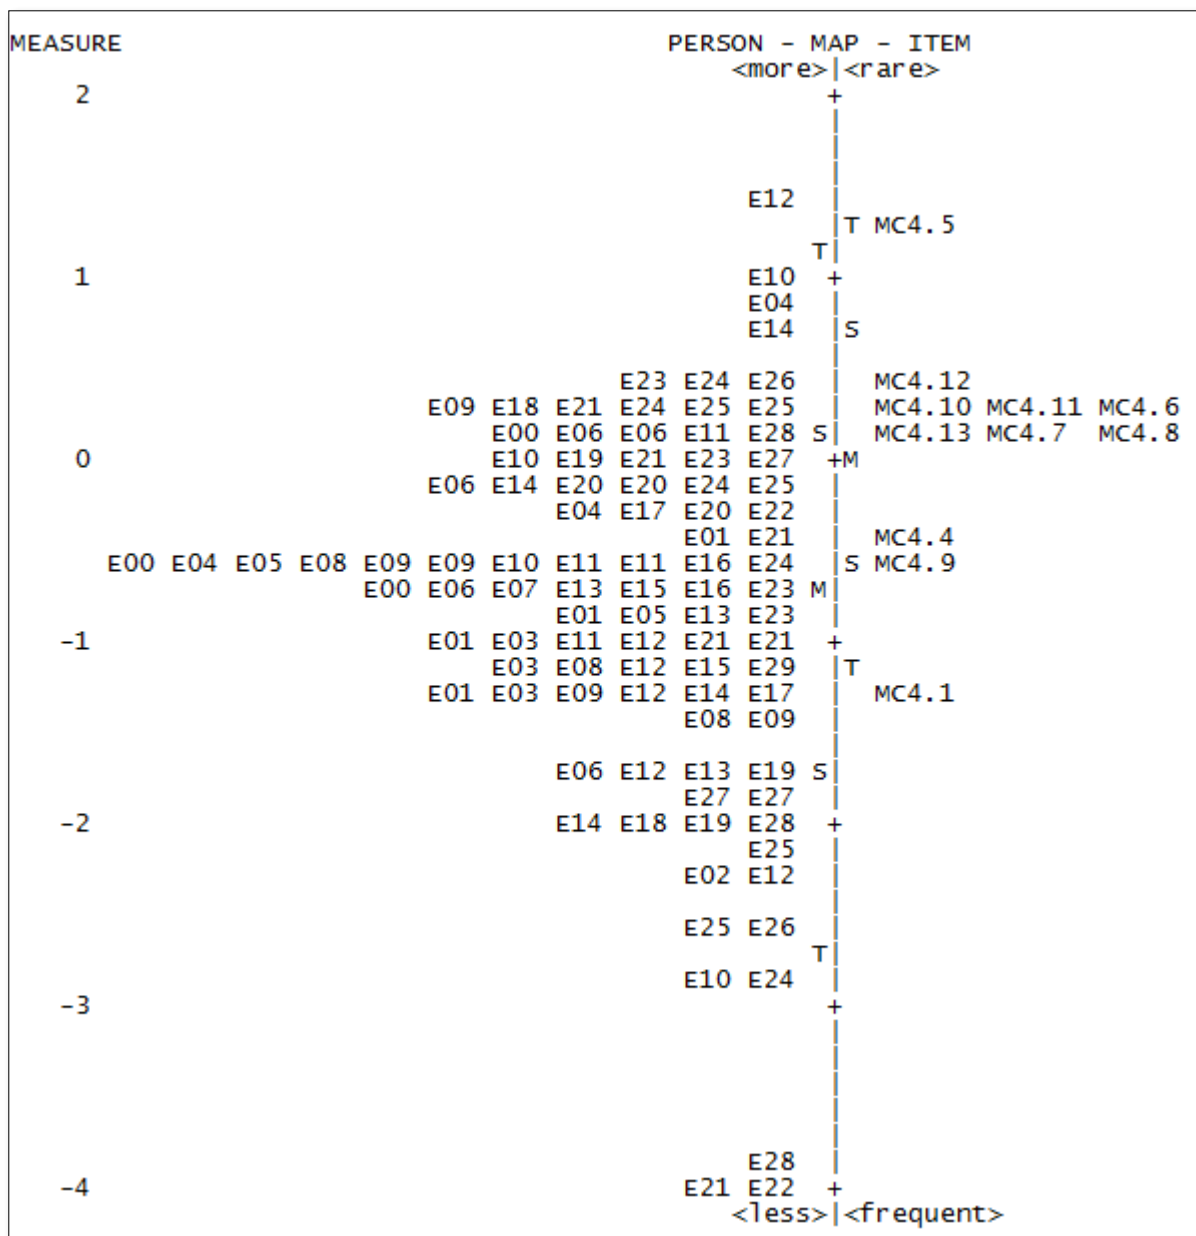 MEASURE PERSON - MAP - ITEM
<more>|<rare>
2 +
|
|
|
E12 |
|T MC4.5
T|
1 E10 +
E04 |
E14 |S
|
E23 E24 E26 | MC4.12
E09 E18 E21 E24 E25 E25 | MC4.10 MC4.11 MC4.6
E00 E06 E06 E11 E28 S| MC4.13 MC4.7 MC4.8
0 E10 E19 E21 E23 E27 +M
E06 E14 E20 E20 E24 E25 |
E04 E17 E20 E22 |
E01 E21 | MC4.4
E00 E04 E05 E08 E09 E09 E10 E11 E11 E16 E24 |S MC4.9
E00 E06 E07 E13 E15 E16 E23 M|
E01 E05 E13 E23 |
-1 E01 E03 E11 E12 E21 E21 +
E03 E08 E12 E15 E29 |T
E01 E03 E09 E12 E14 E17 | MC4.1
E08 E09 |
|
E06 E12 E13 E19 S|
E27 E27 |
-2 E14 E18 E19 E28 +
E25 |
E02 E12 |
|
E25 E26 |
T|
E10 E24 |
-3 +
|
|
|
|
|
E28 |
-4 E21 E22 +
<less>|<frequent>